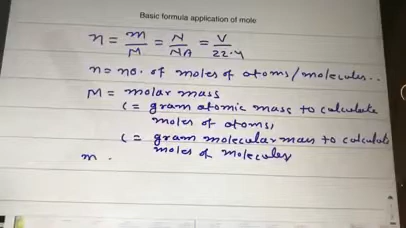 Basic formula application of mole
n = m/M = N/NA = V/22.4
n = no. of moles of atoms/molecules..
M = molar mass
(= gram atomic mass to calculate
moles of atoms,
(= gram molecular mass to calculate
moles of molecules
m .